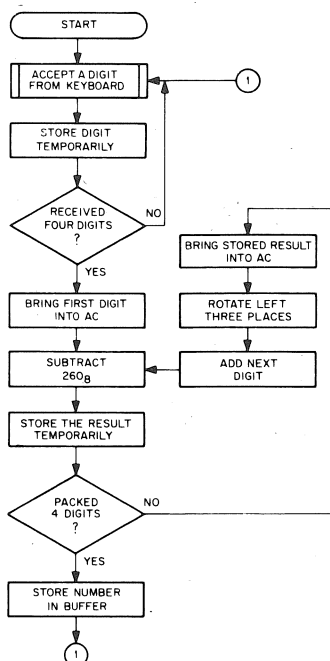 START
ACCEPT A DIGIT
FROM KEYBOARD
1
STORE DIGIT
TEMPORARILY
RECEIVED
FOUR DIGITS
?
NO
YES
BRING FIRST DIGIT
INTO AC
BRING STORED RESULT
INTO AC
ROTATE LEFT
THREE PLACES
ADD NEXT
DIGIT
SUBTRACT
260₈
STORE THE RESULT
TEMPORARILY
PACKED
4 DIGITS
?
NO
YES
STORE NUMBER
IN BUFFER
1